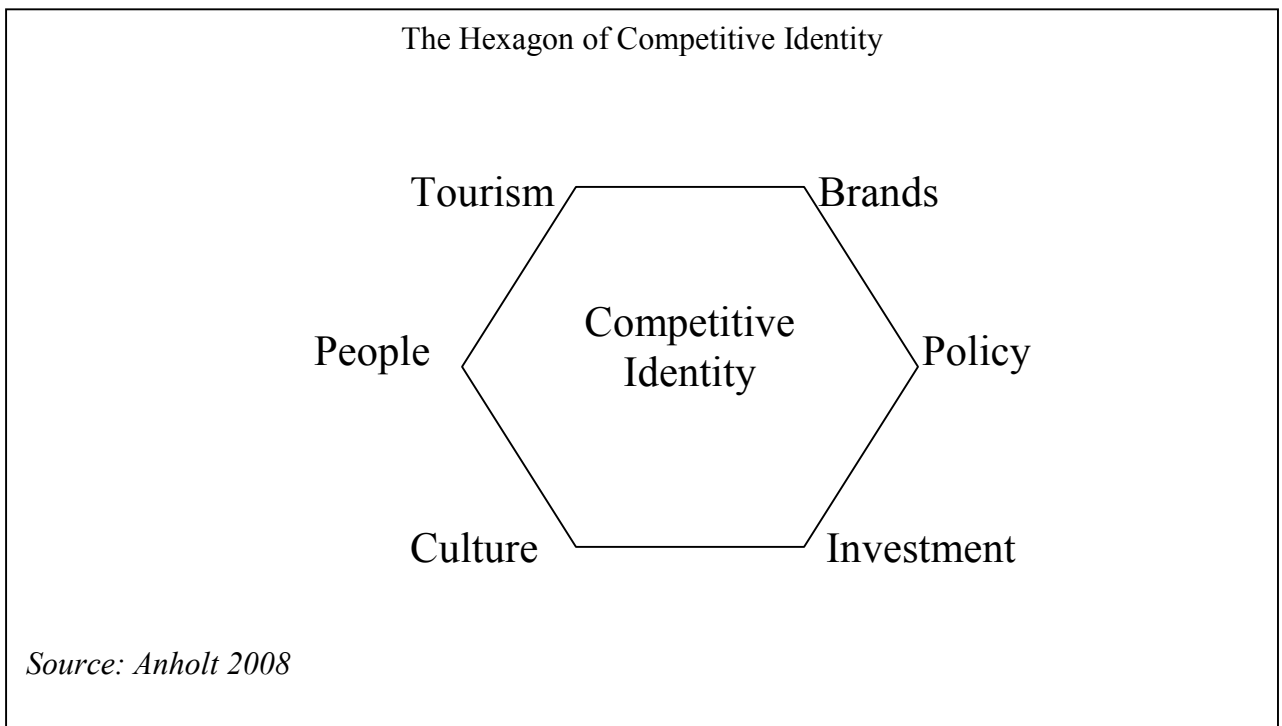 The Hexagon of Competitive Identity
Tourism
Brands
Competitive
Identity
People
Policy
Culture
Investment
Source: Anholt 2008